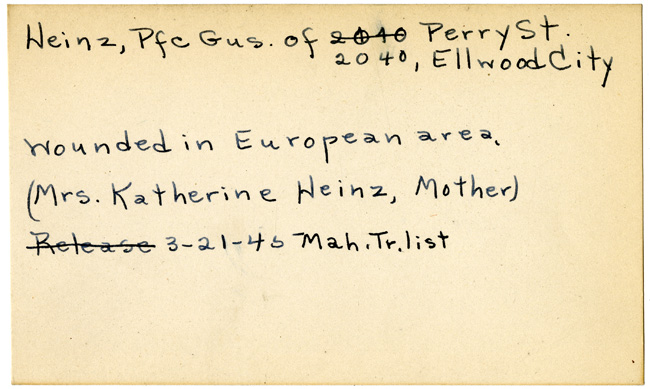 Heinz, Pfc Gus. of 2040 Perry St.
2040, Ellwood City
wounded in European area.
(Mrs. Katherine Heinz, Mother)
Release 3-21-45 Mah. Tr. list